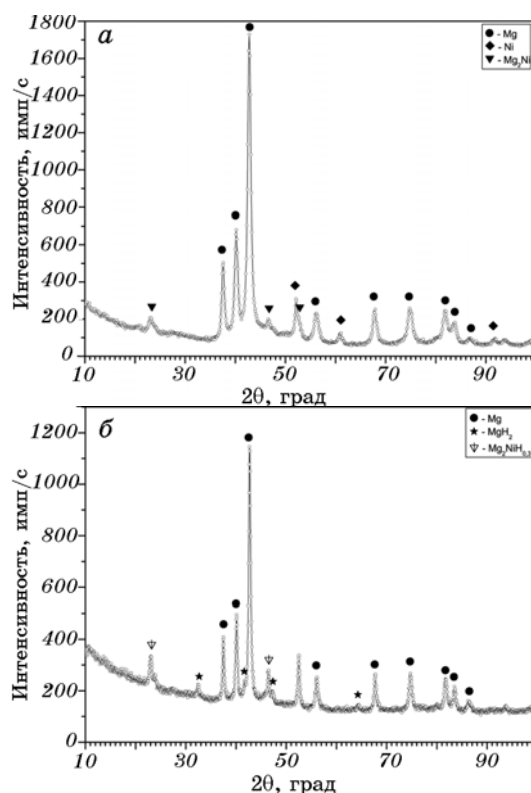 а
● - Mg
◆ - Ni
▼ - Mg₂Ni
Интенсивность, имп/с
1800
1600
1400
1200
1000
800
600
400
200
0
10 30 50 70 90
2θ, град
б
● - Mg
★ - MgH₂
- Mg₂NiH₀,₃
Интенсивность, имп/с
1200
1000
800
600
400
200
0
10 30 50 70 90
2θ, град